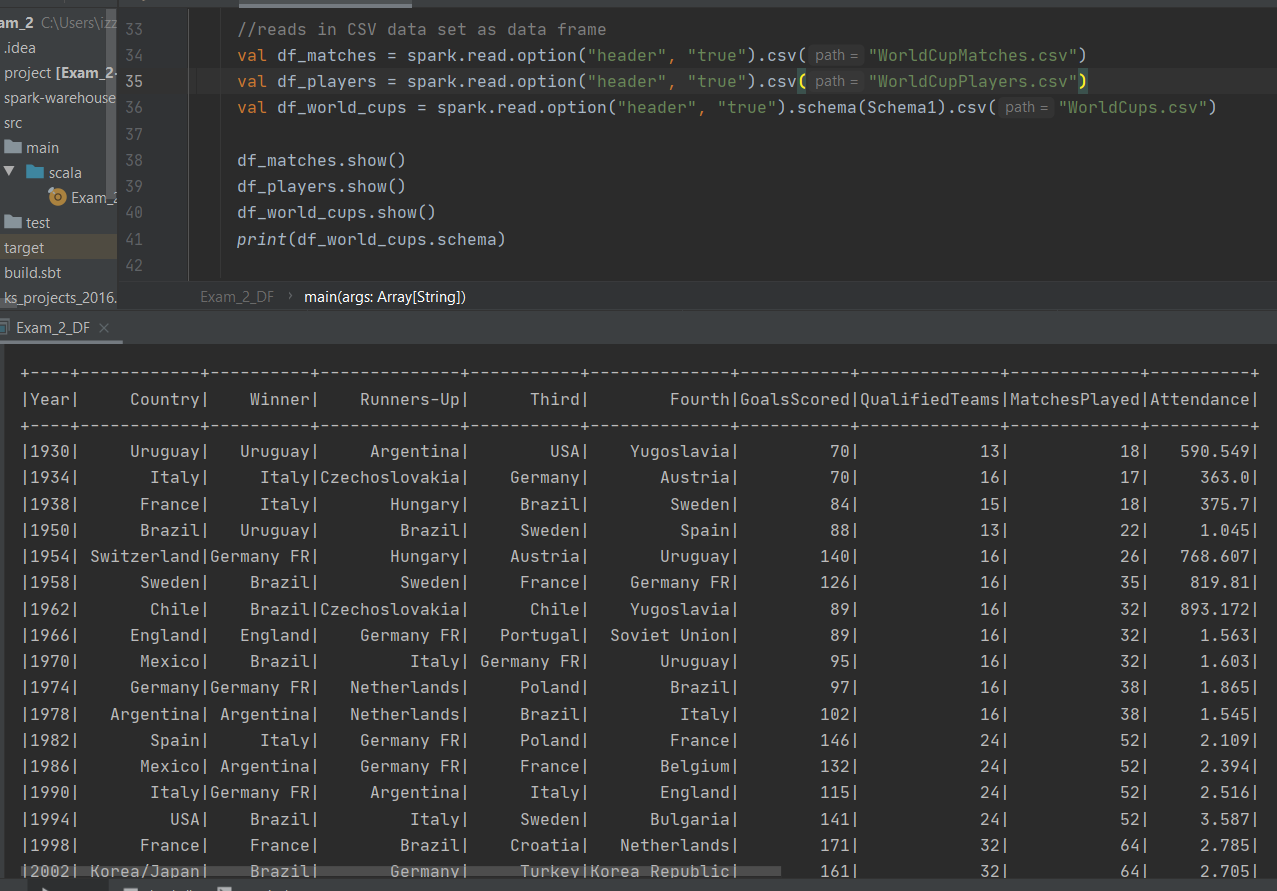 am_2 C:\Users\izz
.idea
project [Exam_2-
spark-warehouse
src
main
scala
Exam_2
test
target
build.sbt
ks_projects_2016.
33 //reads in CSV data set as data frame
34 val df_matches = spark.read.option("header", "true").csv( path = "WorldCupMatches.csv")
35 val df_players = spark.read.option("header", "true").csv( path = "WorldCupPlayers.csv")
36 val df_world_cups = spark.read.option("header", "true").schema(Schema1).csv( path = "WorldCups.csv")
37
38 df_matches.show()
39 df_players.show()
40 df_world_cups.show()
41 print(df_world_cups.schema)
42
Exam_2_DF › main(args: Array[String])
Exam_2_DF ×
+----+------------+----------+--------------+-----------+--------------+-----------+--------------+-------------+----------+
|Year|     Country|    Winner|    Runners-Up|      Third|        Fourth|GoalsScored|QualifiedTeams|MatchesPlayed|Attendance|
+----+------------+----------+--------------+-----------+--------------+-----------+--------------+-------------+----------+
|1930|     Uruguay|   Uruguay|     Argentina|        USA|    Yugoslavia|         70|            13|           18|   590.549|
|1934|       Italy|     Italy|Czechoslovakia|    Germany|       Austria|         70|            16|           17|     363.0|
|1938|      France|     Italy|       Hungary|     Brazil|        Sweden|         84|            15|           18|     375.7|
|1950|      Brazil|   Uruguay|        Brazil|     Sweden|         Spain|         88|            13|           22|     1.045|
|1954| Switzerland|Germany FR|       Hungary|    Austria|       Uruguay|        140|            16|           26|   768.607|
|1958|      Sweden|    Brazil|        Sweden|     France|    Germany FR|        126|            16|           35|    819.81|
|1962|       Chile|    Brazil|Czechoslovakia|      Chile|    Yugoslavia|         89|            16|           32|   893.172|
|1966|     England|   England|    Germany FR|   Portugal|  Soviet Union|         89|            16|           32|     1.563|
|1970|      Mexico|    Brazil|         Italy| Germany FR|       Uruguay|         95|            16|           32|     1.603|
|1974|     Germany|Germany FR|   Netherlands|     Poland|        Brazil|         97|            16|           38|     1.865|
|1978|   Argentina| Argentina|   Netherlands|     Brazil|         Italy|        102|            16|           38|     1.545|
|1982|       Spain|     Italy|    Germany FR|     Poland|        France|        146|            24|           52|     2.109|
|1986|      Mexico| Argentina|    Germany FR|     France|       Belgium|        132|            24|           52|     2.394|
|1990|       Italy|Germany FR|     Argentina|      Italy|       England|        115|            24|           52|     2.516|
|1994|         USA|    Brazil|         Italy|     Sweden|      Bulgaria|        141|            24|           52|     3.587|
|1998|      France|    France|        Brazil|    Croatia|   Netherlands|        171|            32|           64|     2.785|
|2002| Korea/Japan|    Brazil|       Germany|     Turkey|Korea Republic|        161|            32|           64|     2.705|